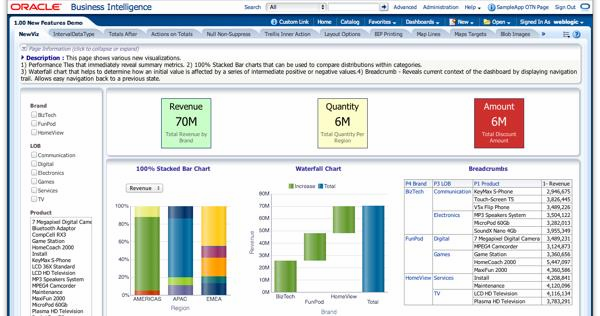 ORACLE Business Intelligence
Search All Advanced Administration Help SampleApp OTN Page Sign Out
1.00 New Features Demo
Custom Link Home Catalog Favorites Dashboards New Open Signed In As weblogic
NewViz IntervalDataType Totals After Actions on Totals Null Non-Suppress Trellis Inner Action Layout Options BIP Printing Map Lines Maps Targets Blob Images
Page Information (click to collapse or expand)
Description : This page shows various new visualizations.
1) Performance Tiles that immediately reveal summary metrics. 2) 100% Stacked Bar Charts that can be used to compare distributions within categories.
3) Waterfall chart that helps to determine how an initial value is affected by a series of intermediate positive or negative values.4) Breadcrumb - Reveals current context of the dashboard by displaying navigation
trail. Allows easy navigation back to a previous state.
Brand
BizTech
FunPod
HomeView
LOB
Communication
Digital
Electronics
Games
Services
TV
Product
7 Megapixel Digital Came
Bluetooth Adaptor
CompCell RX3
Game Station
HomeCoach 2000
Install
KeyMax S-Phone
LCD 36X Standard
LCD HD Television
MP3 Speakers System
MPEG4 Camcorder
Maintenance
MaxiFun 2000
MicroPod 60Gb
Plasma HD Television
Revenue
70M
Total Revenue by
Brand
Quantity
6M
Total Quantity Per
Region
Amount
6M
Total Discount
Amount
100% Stacked Bar Chart
Revenue
100%
80%
60%
40%
20%
0%
AMERICAS APAC EMEA
Region
Waterfall Chart
Increase Total
80M
70M
60M
50M
40M
30M
20M
10M
0M
Revenue
BizTech FunPod HomeView Total
Brand
Breadcrumbs
P4 Brand P3 LOB P1 Product 1- Revenue
BizTech Communication KeyMax S-Phone 2,946,675
Touch-Screen T5 3,826,445
V5x Flip Phone 3,489,226
Electronics MP3 Speakers System 3,504,122
MicroPod 60Gb 3,282,013
SoundX Nano 4Gb 3,955,349
FunPod Digital 7 Megapixel Digital Camera 3,489,231
MPEG4 Camcorder 3,124,873
Games Game Station 3,360,656
HomeCoach 2000 5,447,097
MaxiFun 2000 4,360,586
HomeView Services Install 4,208,841
Maintenance 4,120,096
TV LCD HD Television 4,116,134
Plasma HD Television 3,783,291